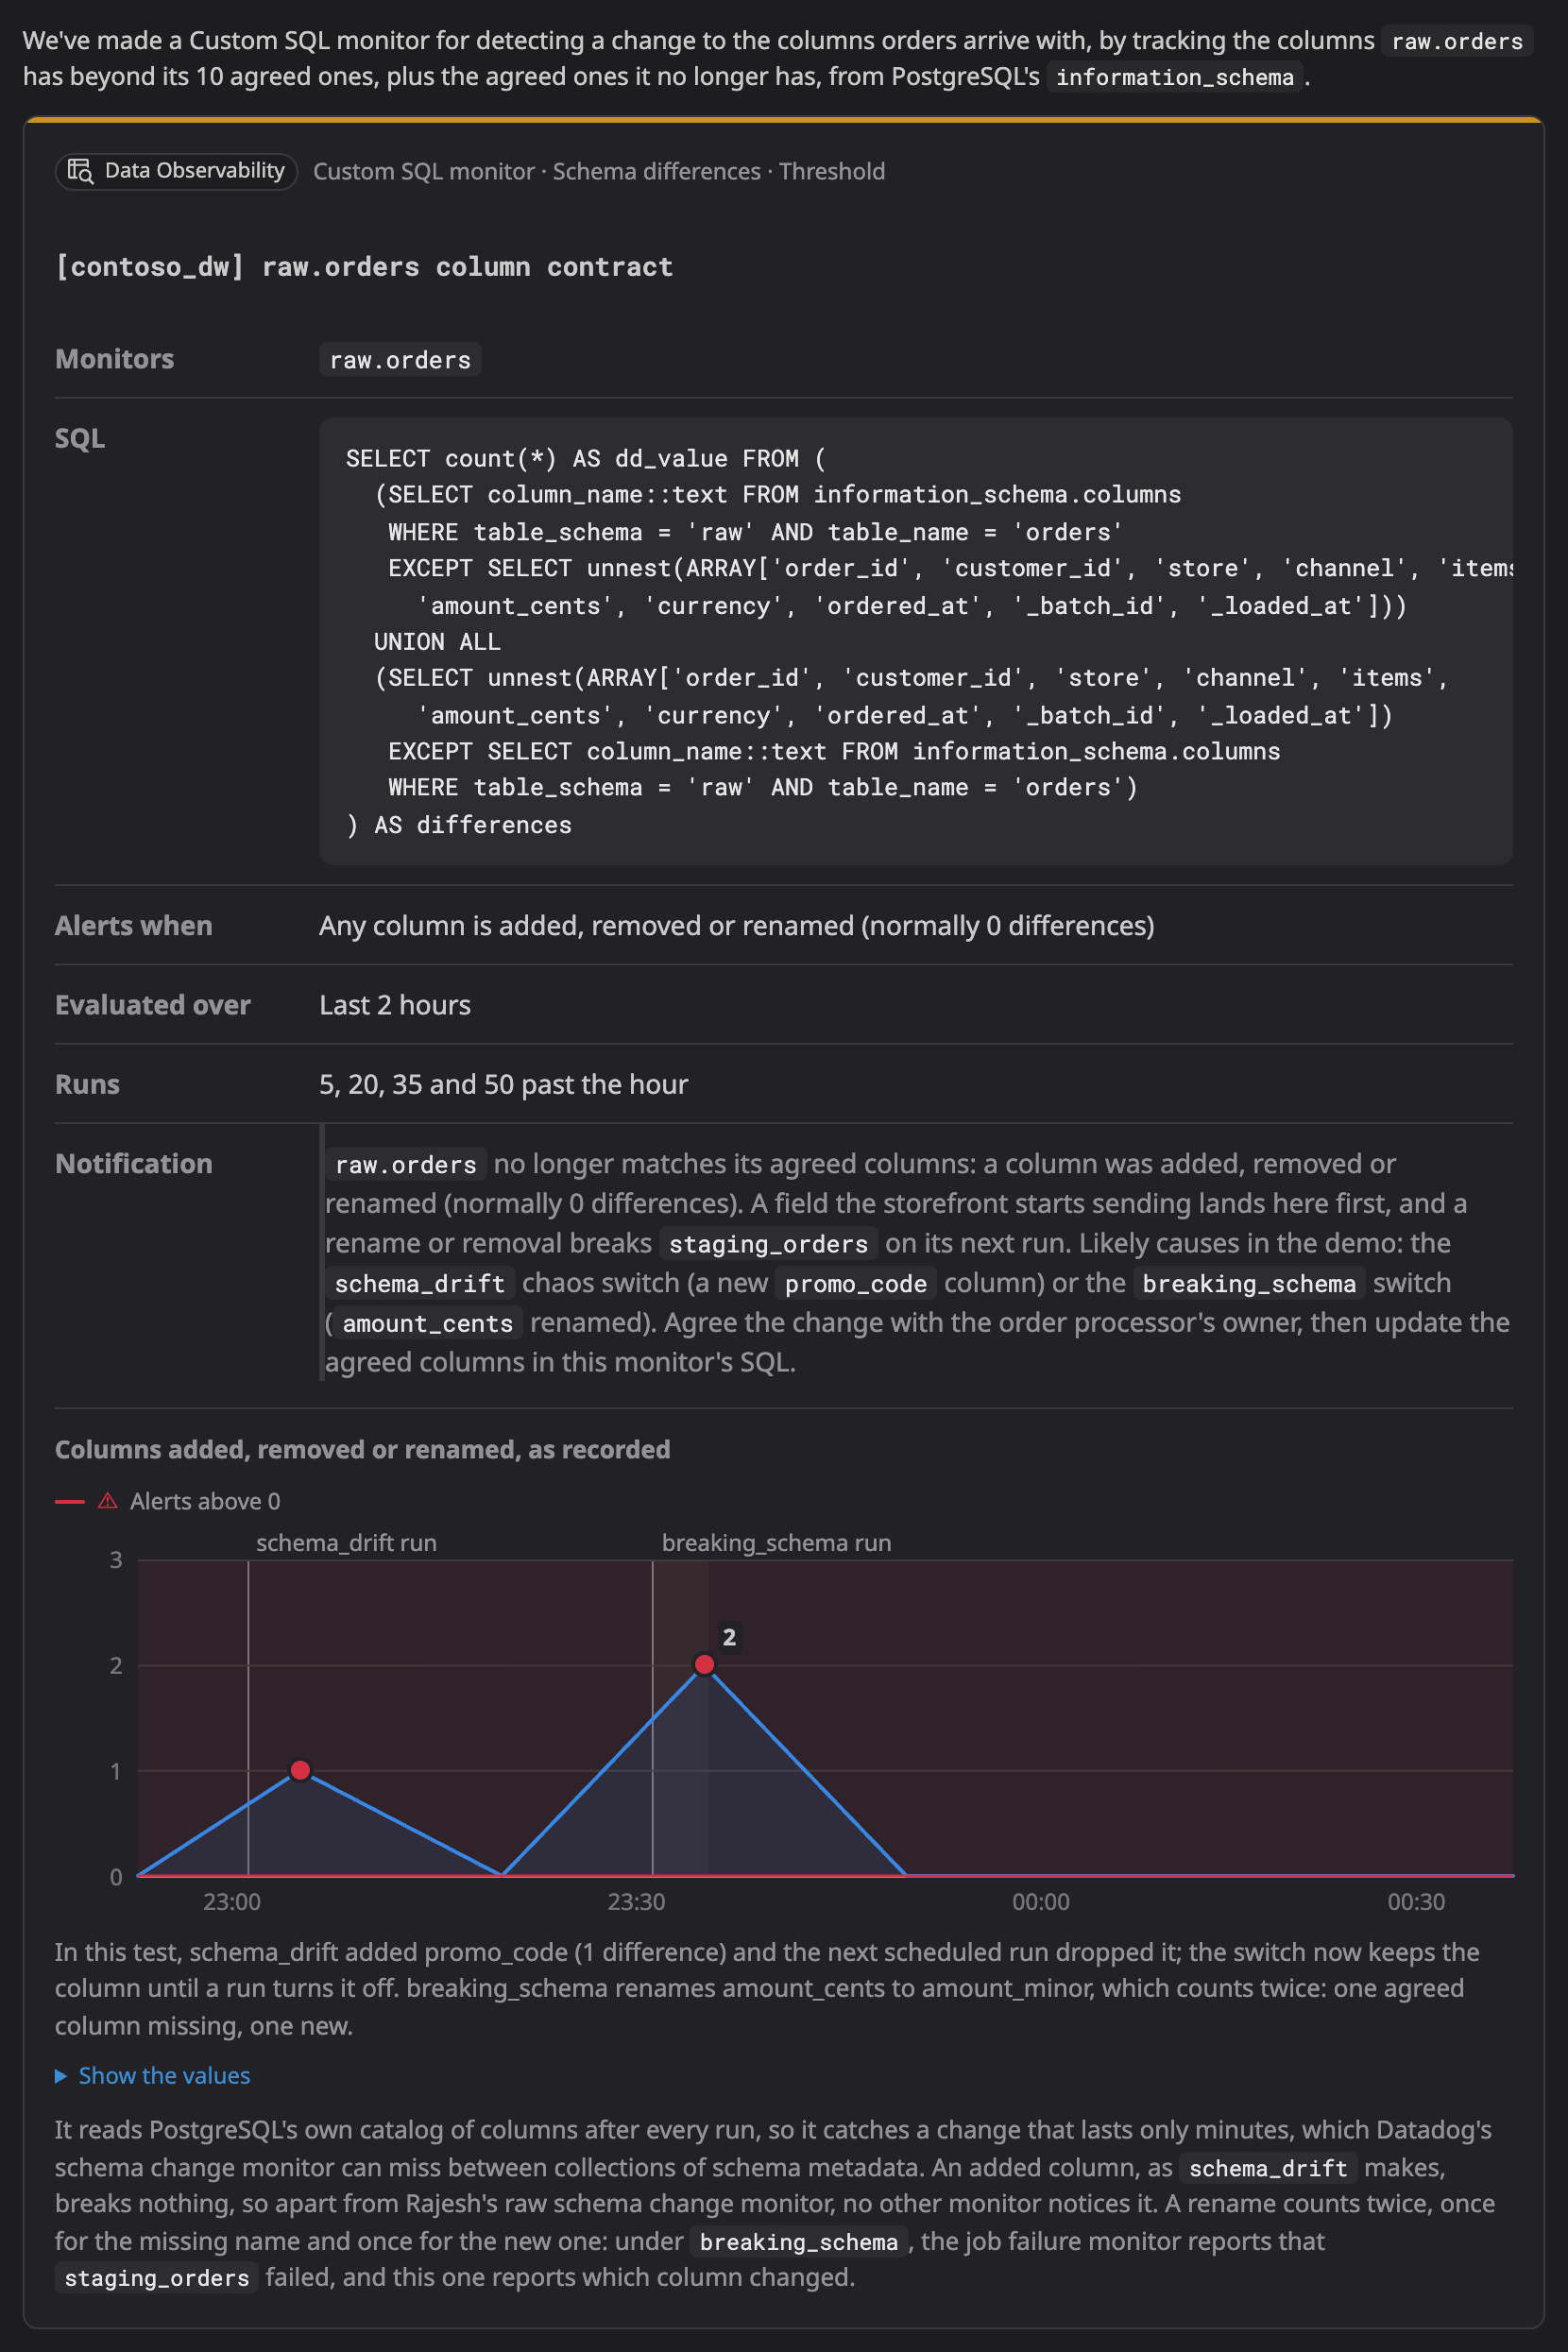 We've made a Custom SQL monitor for detecting a change to the columns orders arrive with, by tracking the columns raw.orders
has beyond its 10 agreed ones, plus the agreed ones it no longer has, from PostgreSQL's information_schema.
Data Observability Custom SQL monitor · Schema differences · Threshold
[contoso_dw] raw.orders column contract
Monitors raw.orders
SQL
SELECT count(*) AS dd_value FROM (
(SELECT column_name::text FROM information_schema.columns
WHERE table_schema = 'raw' AND table_name = 'orders'
EXCEPT SELECT unnest(ARRAY['order_id', 'customer_id', 'store', 'channel', 'items
'amount_cents', 'currency', 'ordered_at', '_batch_id', '_loaded_at']))
UNION ALL
(SELECT unnest(ARRAY['order_id', 'customer_id', 'store', 'channel', 'items',
'amount_cents', 'currency', 'ordered_at', '_batch_id', '_loaded_at'])
EXCEPT SELECT column_name::text FROM information_schema.columns
WHERE table_schema = 'raw' AND table_name = 'orders')
) AS differences
Alerts when Any column is added, removed or renamed (normally 0 differences)
Evaluated over Last 2 hours
Runs 5, 20, 35 and 50 past the hour
Notification raw.orders no longer matches its agreed columns: a column was added, removed or
renamed (normally 0 differences). A field the storefront starts sending lands here first, and a
rename or removal breaks staging_orders on its next run. Likely causes in the demo: the
schema_drift chaos switch (a new promo_code column) or the breaking_schema switch
(amount_cents renamed). Agree the change with the order processor's owner, then update the
agreed columns in this monitor's SQL.
Columns added, removed or renamed, as recorded
Alerts above 0
schema_drift run breaking_schema run
3
2
2
1
0
23:00 23:30 00:00 00:30
In this test, schema_drift added promo_code (1 difference) and the next scheduled run dropped it; the switch now keeps the
column until a run turns it off. breaking_schema renames amount_cents to amount_minor, which counts twice: one agreed
column missing, one new.
Show the values
It reads PostgreSQL's own catalog of columns after every run, so it catches a change that lasts only minutes, which Datadog's
schema change monitor can miss between collections of schema metadata. An added column, as schema_drift makes,
breaks nothing, so apart from Rajesh's raw schema change monitor, no other monitor notices it. A rename counts twice, once
for the missing name and once for the new one: under breaking_schema, the job failure monitor reports that
staging_orders failed, and this one reports which column changed.